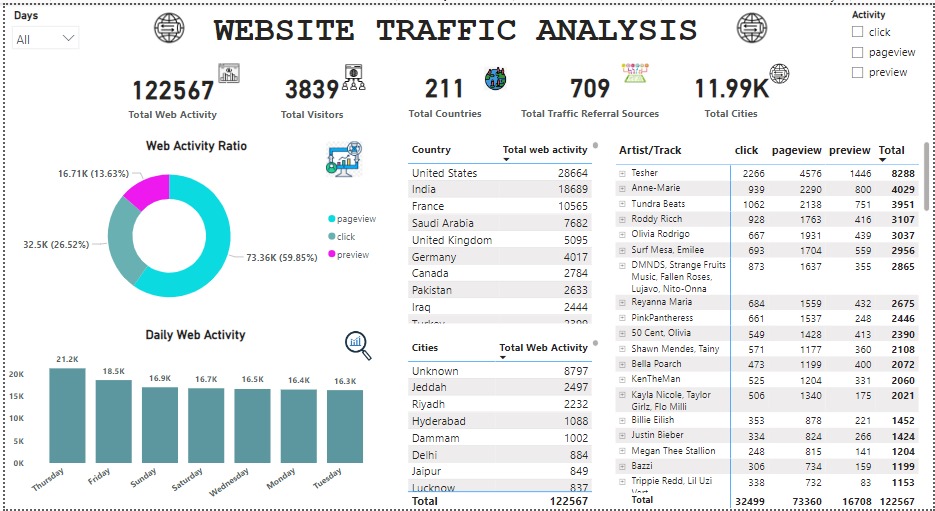 Days
All
WEBSITE TRAFFIC ANALYSIS
Activity
click
pageview
preview
122567
Total Web Activity
3839
Total Visitors
211
Total Countries
709
Total Traffic Referral Sources
11.99K
Total Cities
Web Activity Ratio
16.71K (13.63%)
32.5K (26.52%)
73.36K (59.85%)
pageview
click
preview
Daily Web Activity
20K
15K
10K
5K
0K
21.2K
18.5K
16.9K
16.7K
16.5K
16.4K
16.3K
Thursday
Friday
Sunday
Saturday
Wednesday
Monday
Tuesday
Country Total web activity
United States 28664
India 18689
France 10565
Saudi Arabia 7682
United Kingdom 5095
Germany 4017
Canada 2784
Pakistan 2633
Iraq 2444
Cities Total Web Activity
Unknown 8797
Jeddah 2497
Riyadh 2232
Hyderabad 1088
Dammam 1002
Delhi 884
Jaipur 849
Lucknow 837
Total 122567
Artist/Track click pageview preview Total
Tesher 2266 4576 1446 8288
Anne-Marie 939 2290 800 4029
Tundra Beats 1062 2138 751 3951
Roddy Ricch 928 1763 416 3107
Olivia Rodrigo 667 1931 439 3037
Surf Mesa, Emilee 693 1704 559 2956
DMNDS, Strange Fruits 873 1637 355 2865
Music, Fallen Roses,
Lujavo, Nito-Onna
Reyanna Maria 684 1559 432 2675
PinkPantheress 661 1537 248 2446
50 Cent, Olivia 549 1428 413 2390
Shawn Mendes, Tainy 571 1177 360 2108
Bella Poarch 473 1199 400 2072
KenTheMan 525 1204 331 2060
Kayla Nicole, Taylor 506 1340 175 2021
Girlz, Flo Milli
Billie Eilish 353 878 221 1452
Justin Bieber 334 824 266 1424
Megan Thee Stallion 248 815 141 1204
Bazzi 306 734 159 1199
Trippie Redd, Lil Uzi 338 732 83 1153
Total 32499 73360 16708 122567